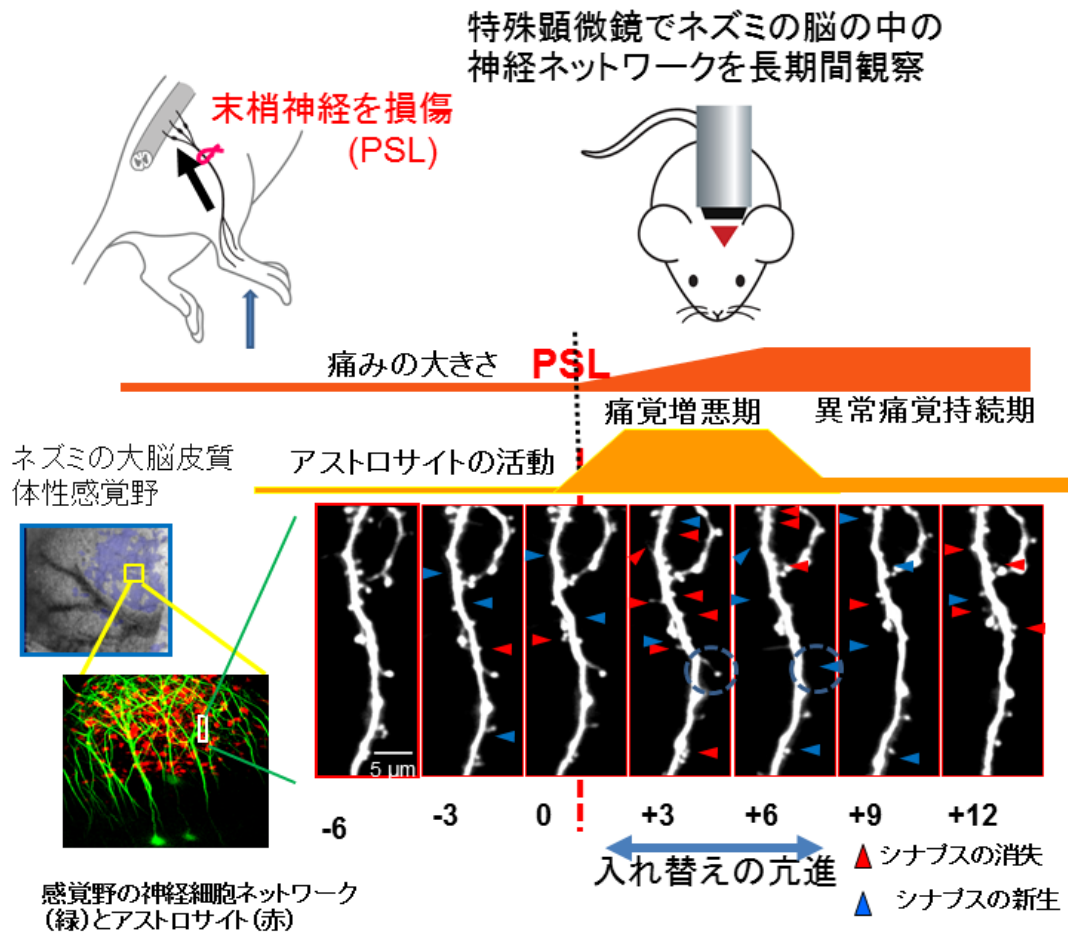 特殊顕微鏡でネズミの脳の中の
神経ネットワークを長期間観察
末梢神経を損傷
(PSL)
痛みの大きさ
PSL
痛覚増悪期
異常痛覚持続期
アストロサイトの活動
ネズミの大脳皮質
体性感覚野
5 μm
-6
-3
0
+3
+6
+9
+12
入れ替えの亢進
シナプスの消失
シナプスの新生
感覚野の神経細胞ネットワーク
(緑)とアストロサイト(赤)